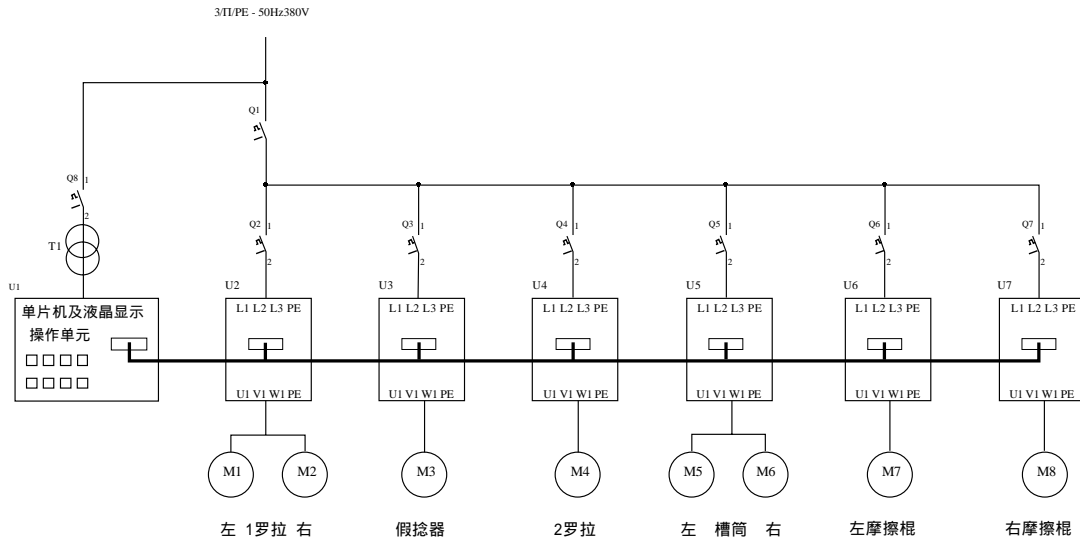 3/П/PE - 50Hz380V
Q1
Q8
1
2
Q2
1
2
Q3
1
2
Q4
1
2
Q5
1
2
Q6
1
2
Q7
1
2
T1
U1
U2
U3
U4
U5
U6
U7
单片机及液晶显示
操作单元
L1 L2 L3 PE
L1 L2 L3 PE
L1 L2 L3 PE
L1 L2 L3 PE
L1 L2 L3 PE
L1 L2 L3 PE
U1 V1 W1 PE
U1 V1 W1 PE
U1 V1 W1 PE
U1 V1 W1 PE
U1 V1 W1 PE
U1 V1 W1 PE
M1
M2
M3
M4
M5
M6
M7
M8
左 1罗拉 右
假捻器
2罗拉
左 槽筒 右
左摩擦棍
右摩擦棍